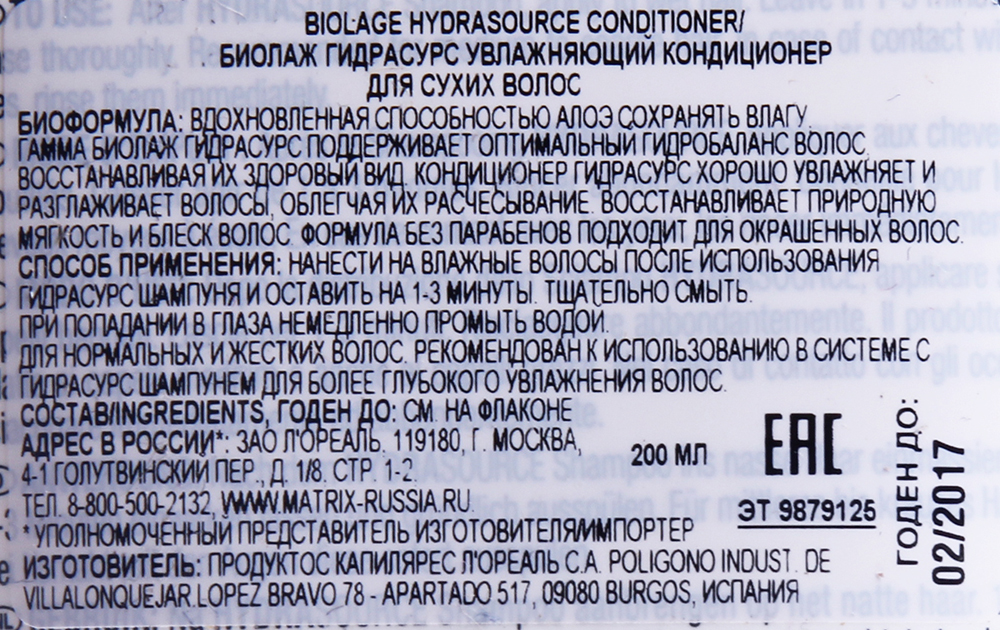 BIOLAGE HYDRASOURCE CONDITIONER/
БИОЛАЖ ГИДРАСУРС УВЛАЖНЯЮЩИЙ КОНДИЦИОНЕР
ДЛЯ СУХИХ ВОЛОС
БИОФОРМУЛА: ВДОХНОВЛЕННАЯ СПОСОБНОСТЬЮ АЛОЭ СОХРАНЯТЬ ВЛАГУ,
ГАММА БИОЛАЖ ГИДРАСУРС ПОДДЕРЖИВАЕТ ОПТИМАЛЬНЫЙ ГИДРОБАЛАНС ВОЛОС,
ВОССТАНАВЛИВАЯ ИХ ЗДОРОВЫЙ ВИД. КОНДИЦИОНЕР ГИДРАСУРС ХОРОШО УВЛАЖНЯЕТ И
РАЗГЛАЖИВАЕТ ВОЛОСЫ, ОБЛЕГЧАЯ ИХ РАСЧЕСЫВАНИЕ. ВОССТАНАВЛИВАЕТ ПРИРОДНУЮ
МЯГКОСТЬ И БЛЕСК ВОЛОС. ФОРМУЛА БЕЗ ПАРАБЕНОВ ПОДХОДИТ ДЛЯ ОКРАШЕННЫХ ВОЛОС.
СПОСОБ ПРИМЕНЕНИЯ: НАНЕСТИ НА ВЛАЖНЫЕ ВОЛОСЫ ПОСЛЕ ИСПОЛЬЗОВАНИЯ
ГИДРАСУРС ШАМПУНЯ И ОСТАВИТЬ НА 1-3 МИНУТЫ. ТЩАТЕЛЬНО СМЫТЬ.
ПРИ ПОПАДАНИИ В ГЛАЗА НЕМЕДЛЕННО ПРОМЫТЬ ВОДОЙ.
ДЛЯ НОРМАЛЬНЫХ И ЖЕСТКИХ ВОЛОС. РЕКОМЕНДОВАН К ИСПОЛЬЗОВАНИЮ В СИСТЕМЕ С
ГИДРАСУРС ШАМПУНЕМ ДЛЯ БОЛЕЕ ГЛУБОКОГО УВЛАЖНЕНИЯ ВОЛОС.
СОСТАВ/INGREDIENTS, ГОДЕН ДО: СМ. НА ФЛАКОНЕ
АДРЕС В РОССИИ*: ЗАО Л'ОРЕАЛЬ, 119180, Г. МОСКВА,
4-Й ГОЛУТВИНСКИЙ ПЕР., Д. 1/8, СТР. 1-2.
ТЕЛ. 8-800-500-2132, WWW.MATRIX-RUSSIA.RU
*УПОЛНОМОЧЕННЫЙ ПРЕДСТАВИТЕЛЬ ИЗГОТОВИТЕЛЯ/ИМПОРТЕР
ИЗГОТОВИТЕЛЬ: ПРОДУКТОС КАПИЛЯРЕС Л'ОРЕАЛЬ С.А. POLIGONO INDUST. DE
VILLALONQUEJAR, LOPEZ BRAVO 78 - APARTADO 517, 09080 BURGOS, ИСПАНИЯ
200 МЛ
EAC
ЭТ 9879125
ГОДЕН ДО:
02/2017